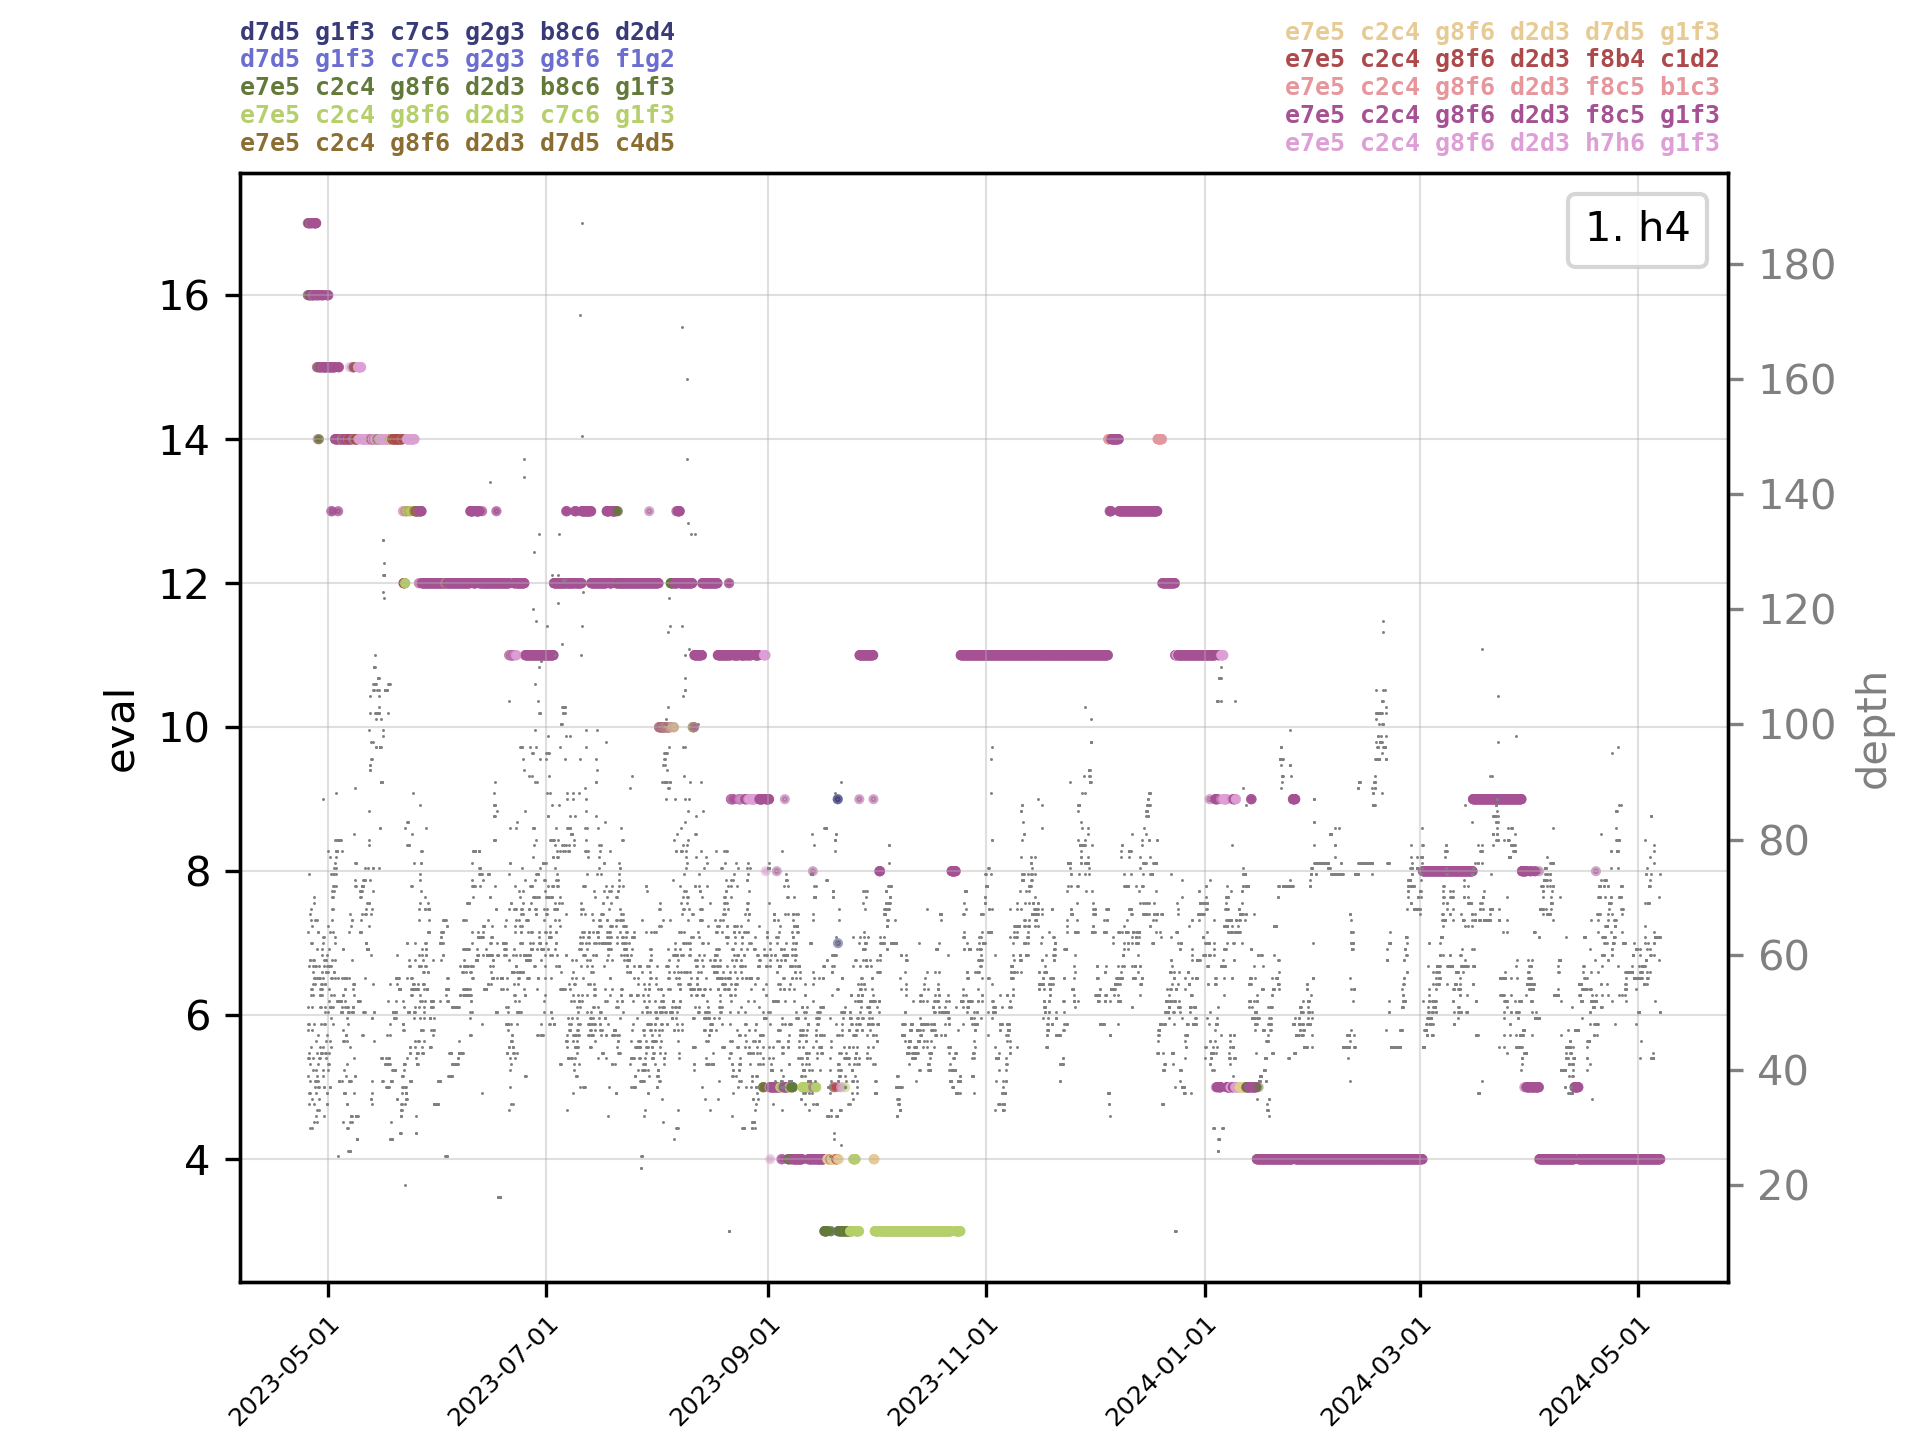 d7d5 g1f3 c7c5 g2g3 b8c6 d2d4
d7d5 g1f3 c7c5 g2g3 g8f6 f1g2
e7e5 c2c4 g8f6 d2d3 b8c6 g1f3
e7e5 c2c4 g8f6 d2d3 c7c6 g1f3
e7e5 c2c4 g8f6 d2d3 d7d5 c4d5
e7e5 c2c4 g8f6 d2d3 d7d5 g1f3
e7e5 c2c4 g8f6 d2d3 f8b4 c1d2
e7e5 c2c4 g8f6 d2d3 f8c5 b1c3
e7e5 c2c4 g8f6 d2d3 f8c5 g1f3
e7e5 c2c4 g8f6 d2d3 h7h6 g1f3
1. h4
eval
16
14
12
10
8
6
4
depth
180
160
140
120
100
80
60
40
20
2023-05-01
2023-07-01
2023-09-01
2023-11-01
2024-01-01
2024-03-01
2024-05-01